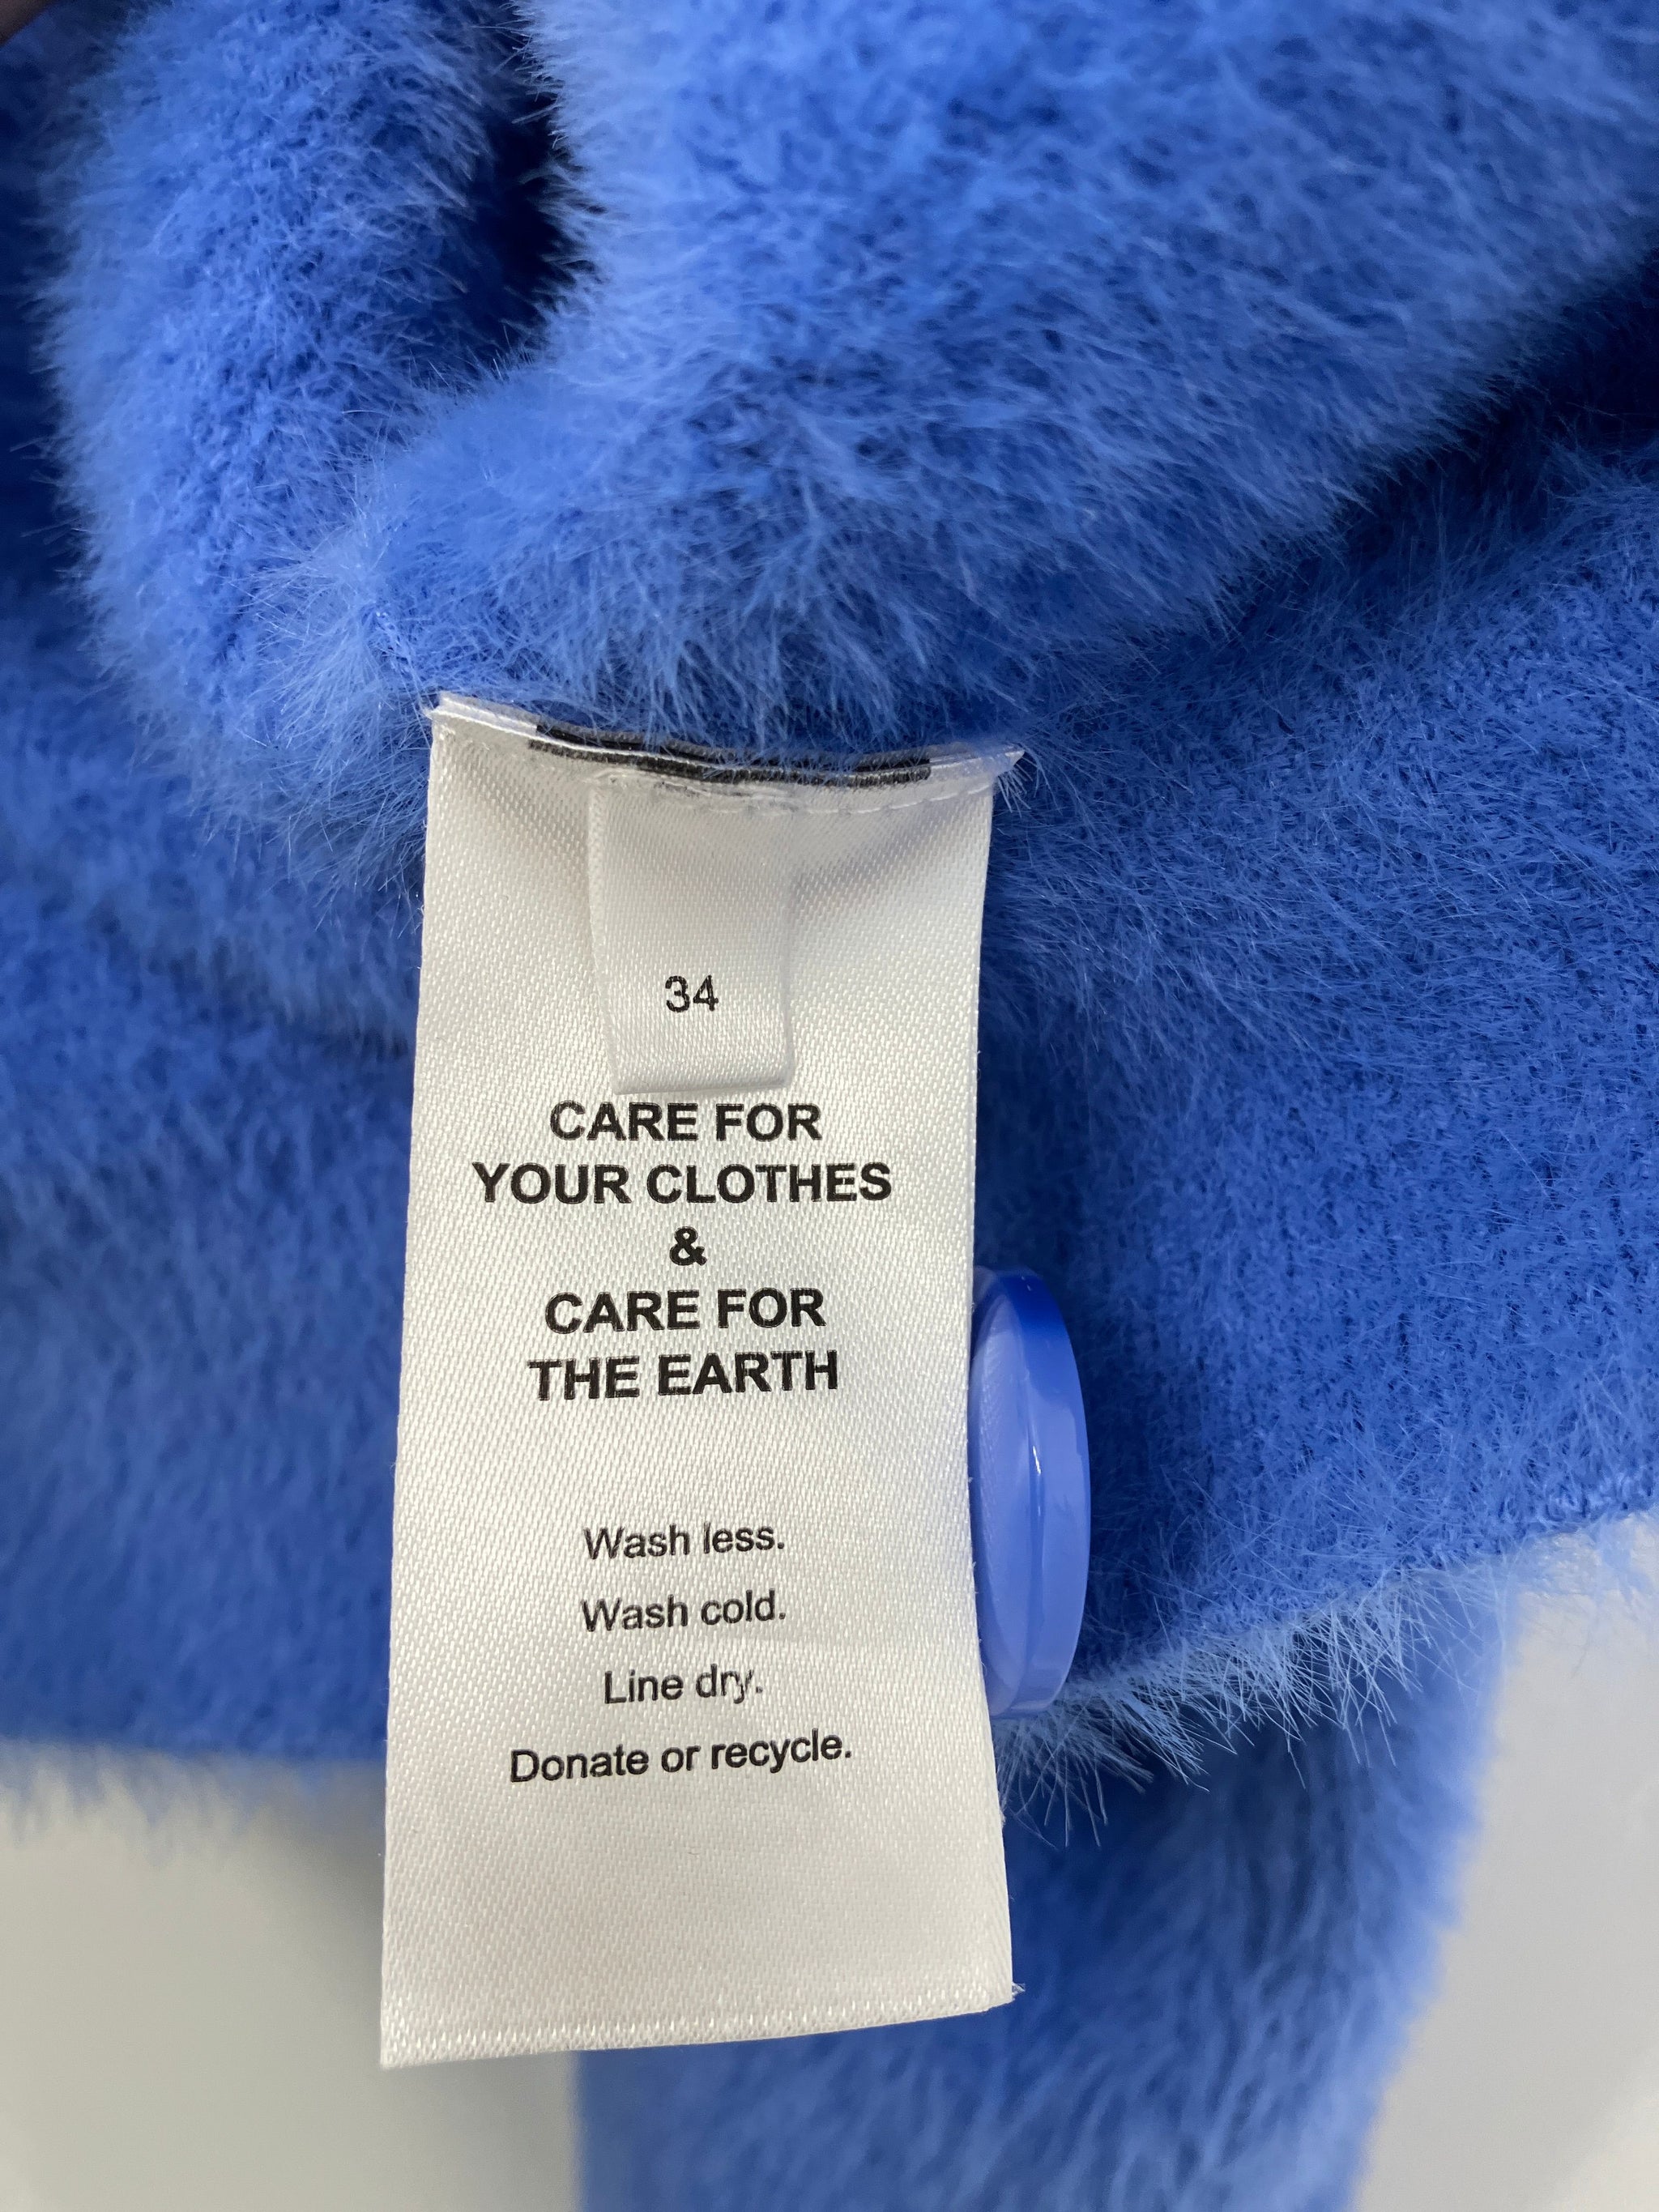 34
CARE FOR
YOUR CLOTHES
&
CARE FOR
THE EARTH
Wash less.
Wash cold.
Line dry.
Donate or recycle.